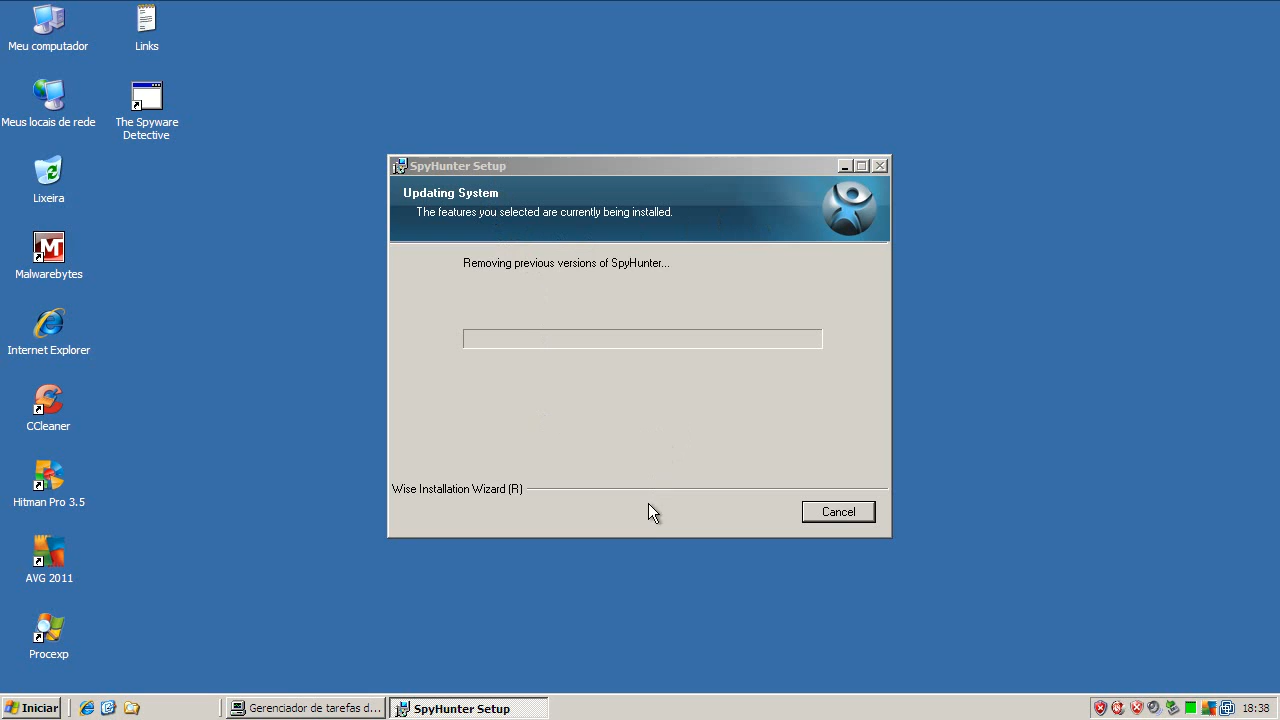 Meu computador
Links
Meus locais de rede
The Spyware
Detective
Lixeira
Malwarebytes
Internet Explorer
CCleaner
Hitman Pro 3.5
AVG 2011
Procexp
SpyHunter Setup
Updating System
The features you selected are currently being installed.
Removing previous versions of SpyHunter...
Wise Installation Wizard (R)
Cancel
Iniciar
Gerenciador de tarefas d...
SpyHunter Setup
18:38